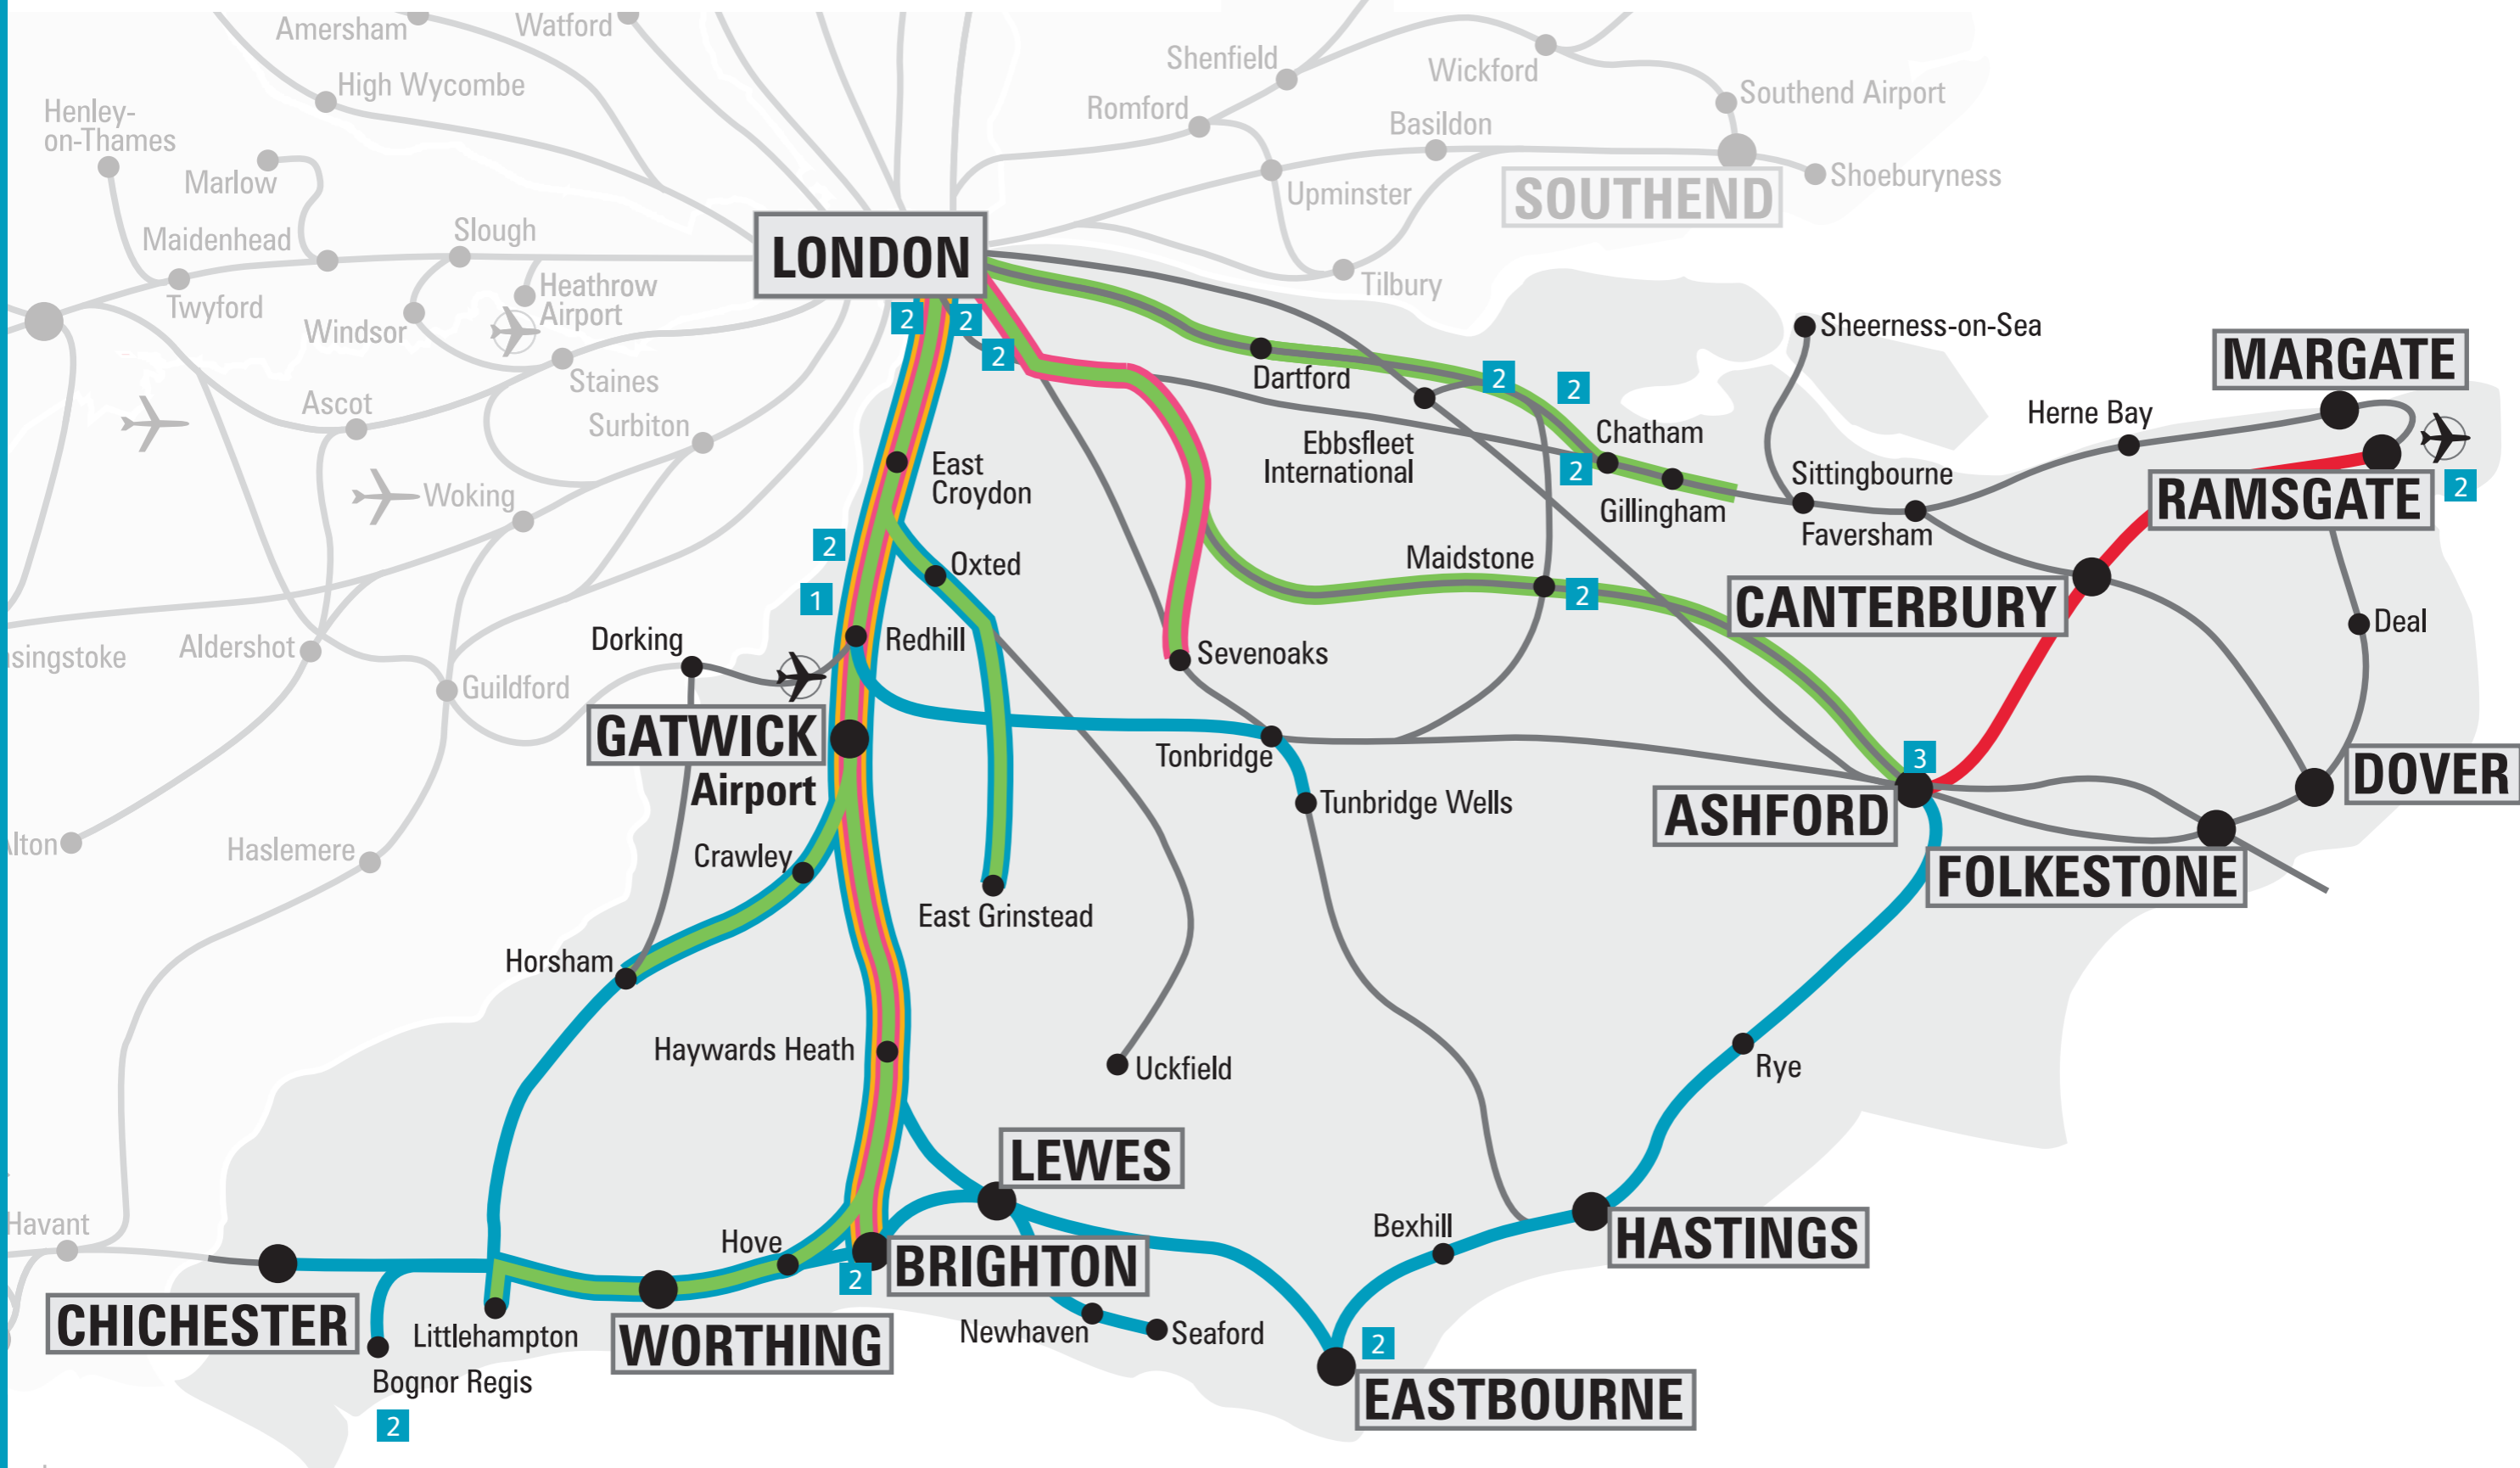 Amersham
Watford
Shenfield
Wickford
High Wycombe
Southend Airport
Henley-
on-Thames
Romford
Basildon
Marlow
Upminster
Shoeburyness
SOUTHEND
Maidenhead
Slough
LONDON
Twyford
Heathrow
Airport
Tilbury
Windsor
2
2
2
Sheerness-on-Sea
MARGATE
Staines
Dartford
2
2
Ascot
Surbiton
Herne Bay
Ebbsfleet
International
Chatham
East
Croydon
2
Sittingbourne
Woking
Gillingham
RAMSGATE
2
Faversham
2
Oxted
Maidstone
2
1
CANTERBURY
Deal
singstoke
Aldershot
Dorking
Redhill
Sevenoaks
Guildford
GATWICK
Airport
Tonbridge
3
DOVER
Tunbridge Wells
ASHFORD
lton
Haslemere
Crawley
FOLKESTONE
East Grinstead
Horsham
Haywards Heath
Uckfield
Rye
LEWES
Havant
Hove
Bexhill
HASTINGS
2
BRIGHTON
CHICHESTER
Littlehampton
WORTHING
Newhaven
Seaford
2
Bognor Regis
EASTBOURNE
2